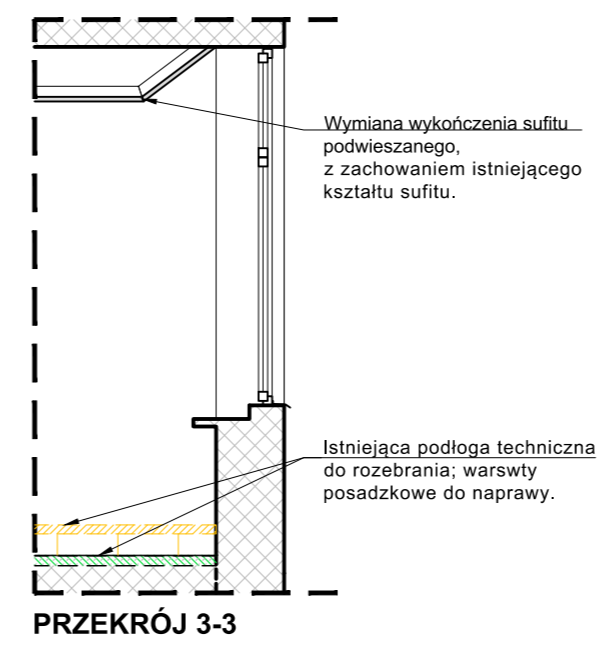 Wymiana wykończenia sufitu
podwieszanego,
z zachowaniem istniejącego
kształtu sufitu.
Istniejąca podłoga techniczna
do rozebrania; warswty
posadzkowe do naprawy.
PRZEKRÓJ 3-3